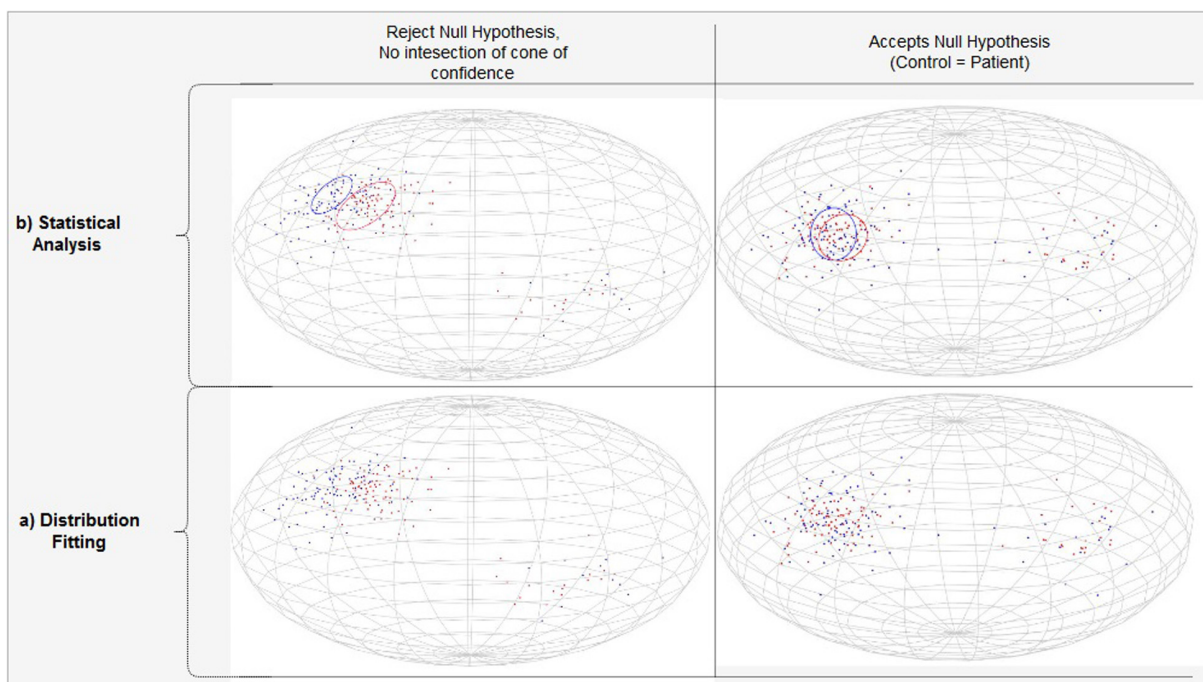 Reject Null Hypothesis,
No intesection of cone of
confidence
Accepts Null Hypothesis
(Control = Patient)
b) Statistical
Analysis
a) Distribution
Fitting